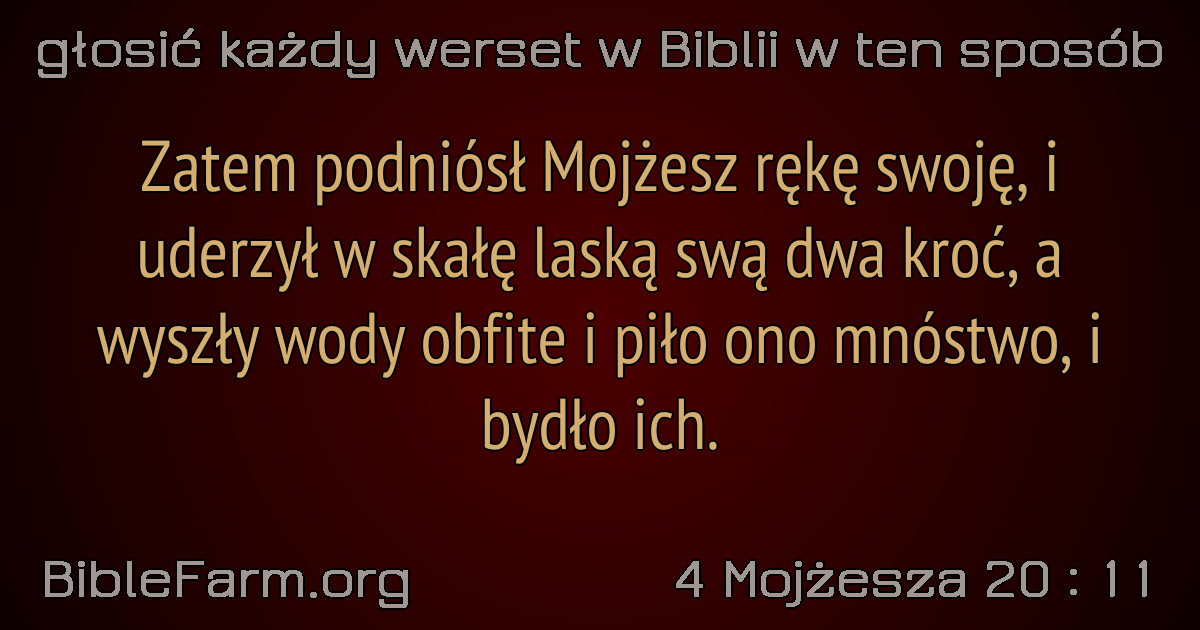 głosić każdy werset w Biblii w ten sposób
Zatem podniósł Mojżesz rękę swoję, i
uderzył w skałę laską swą dwa kroć, a
wyszły wody obfite i piło ono mnóstwo, i
bydło ich.
BibleFarm.org
4 Mojżesza 20 : 11